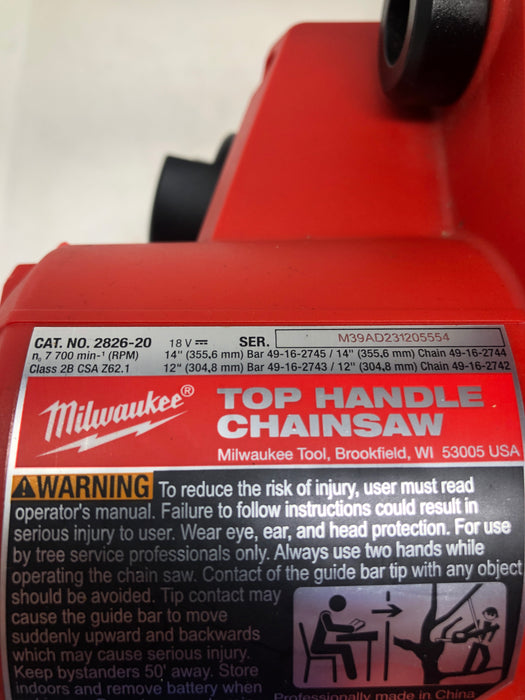 CAT. NO. 2826-20 18 V ⎓ SER. M39AD231205554
n₀ 7 700 min⁻¹ (RPM) 14" (355,6 mm) Bar 49-16-2745 / 14" (355,6 mm) Chain 49-16-2744
Class 2B CSA Z62.1 12" (304,8 mm) Bar 49-16-2743 / 12" (304,8 mm) Chain 49-16-2742
Milwaukee®
TOP HANDLE
CHAINSAW
Milwaukee Tool, Brookfield, WI 53005 USA
WARNING To reduce the risk of injury, user must read
operator's manual. Failure to follow instructions could result in
serious injury to user. Wear eye, ear, and head protection. For use
by tree service professionals only. Always use two hands while
operating the chain saw. Contact of the guide bar tip with any object
should be avoided. Tip contact may
cause the guide bar to move
suddenly upward and backwards
which may cause serious injury.
Keep bystanders 50' away. Store
indoors and remove battery when
Professionally made in China